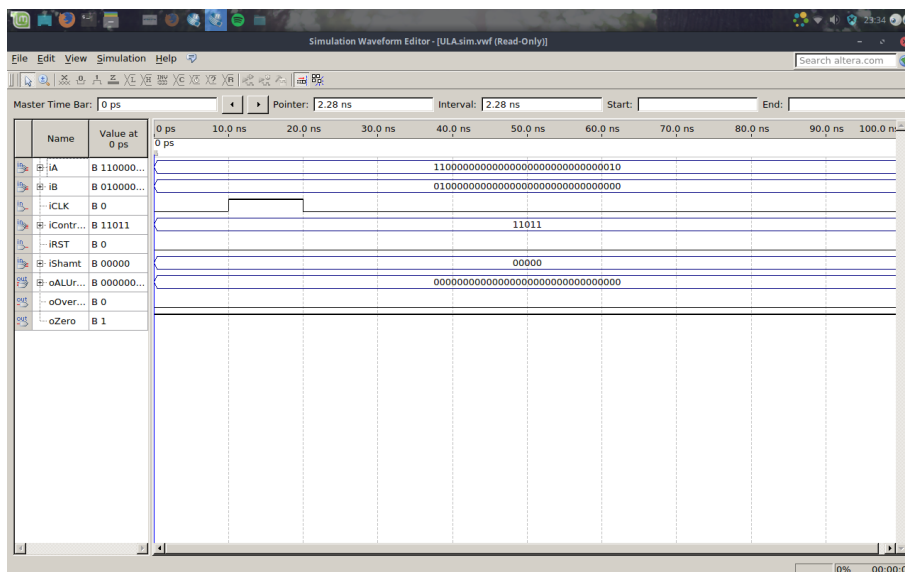 23:34
Simulation Waveform Editor - [ULA.sim.vwf (Read-Only)]
File Edit View Simulation Help
Search altera.com
Master Time Bar: 0 ps Pointer: 2.28 ns Interval: 2.28 ns Start: End:
Name Value at 0 ps
0 ps 10.0 ns 20.0 ns 30.0 ns 40.0 ns 50.0 ns 60.0 ns 70.0 ns 80.0 ns 90.0 ns 100.0 n
0 ps
iA B 110000... 11000000000000000000000000000010
iB B 010000... 01000000000000000000000000000000
iCLK B 0
iContr... B 11011 11011
iRST B 0
iShamt B 00000 00000
oALUr... B 000000... 00000000000000000000000000000000
oOver... B 0
oZero B 1
0% 00:00:0